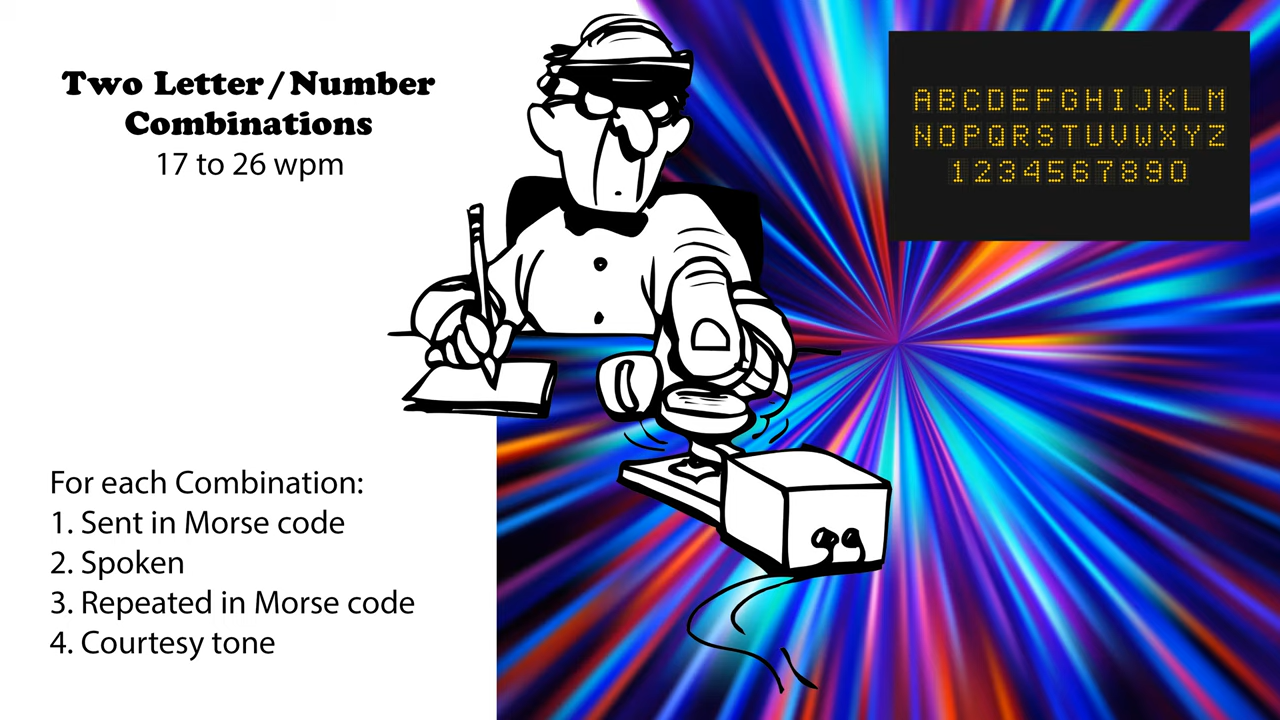 Two Letter/Number
Combinations
17 to 26 wpm
ABCDEFGHIJKLM
NOPQRSTUVWXYZ
1234567890
For each Combination:
1. Sent in Morse code
2. Spoken
3. Repeated in Morse code
4. Courtesy tone